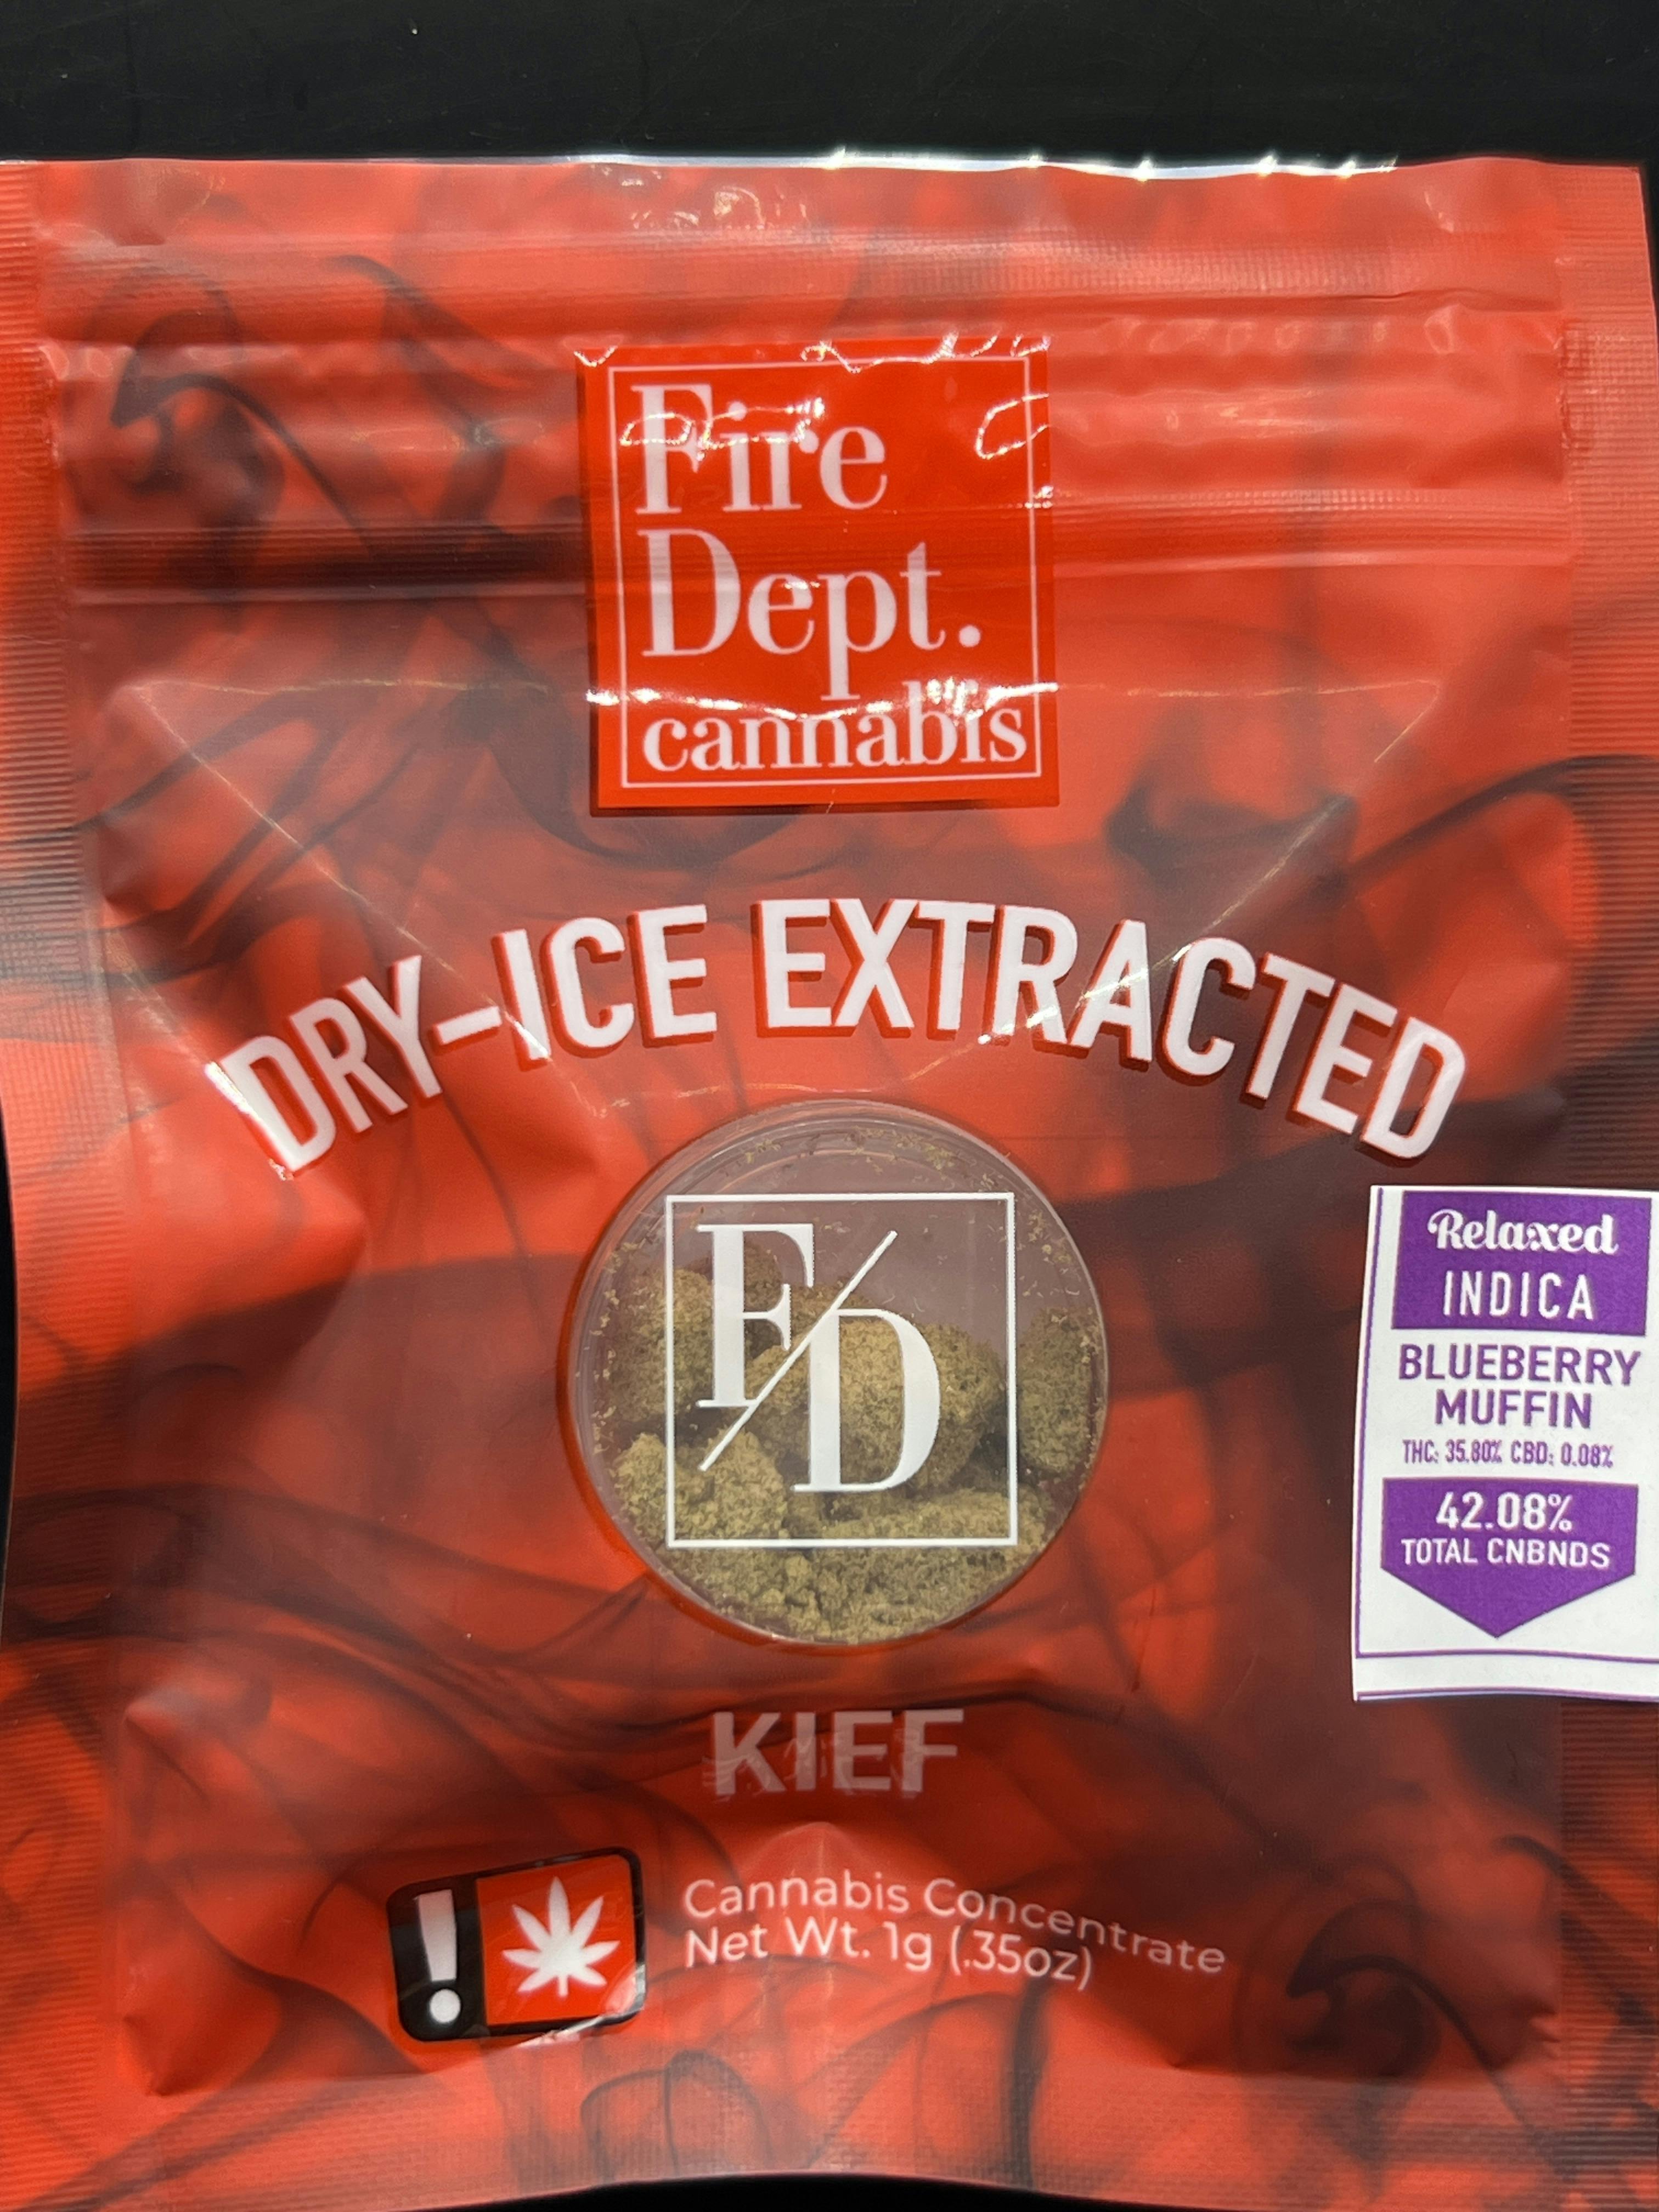 Fire
Dept.
cannabis
DRY-ICE EXTRACTED
F/D
Relaxed
INDICA
BLUEBERRY
MUFFIN
THC: 35.80% CBD: 0.08%
42.08%
TOTAL CNBNDS
KIEF
!
Cannabis Concentrate
Net Wt. 1g (.35oz)